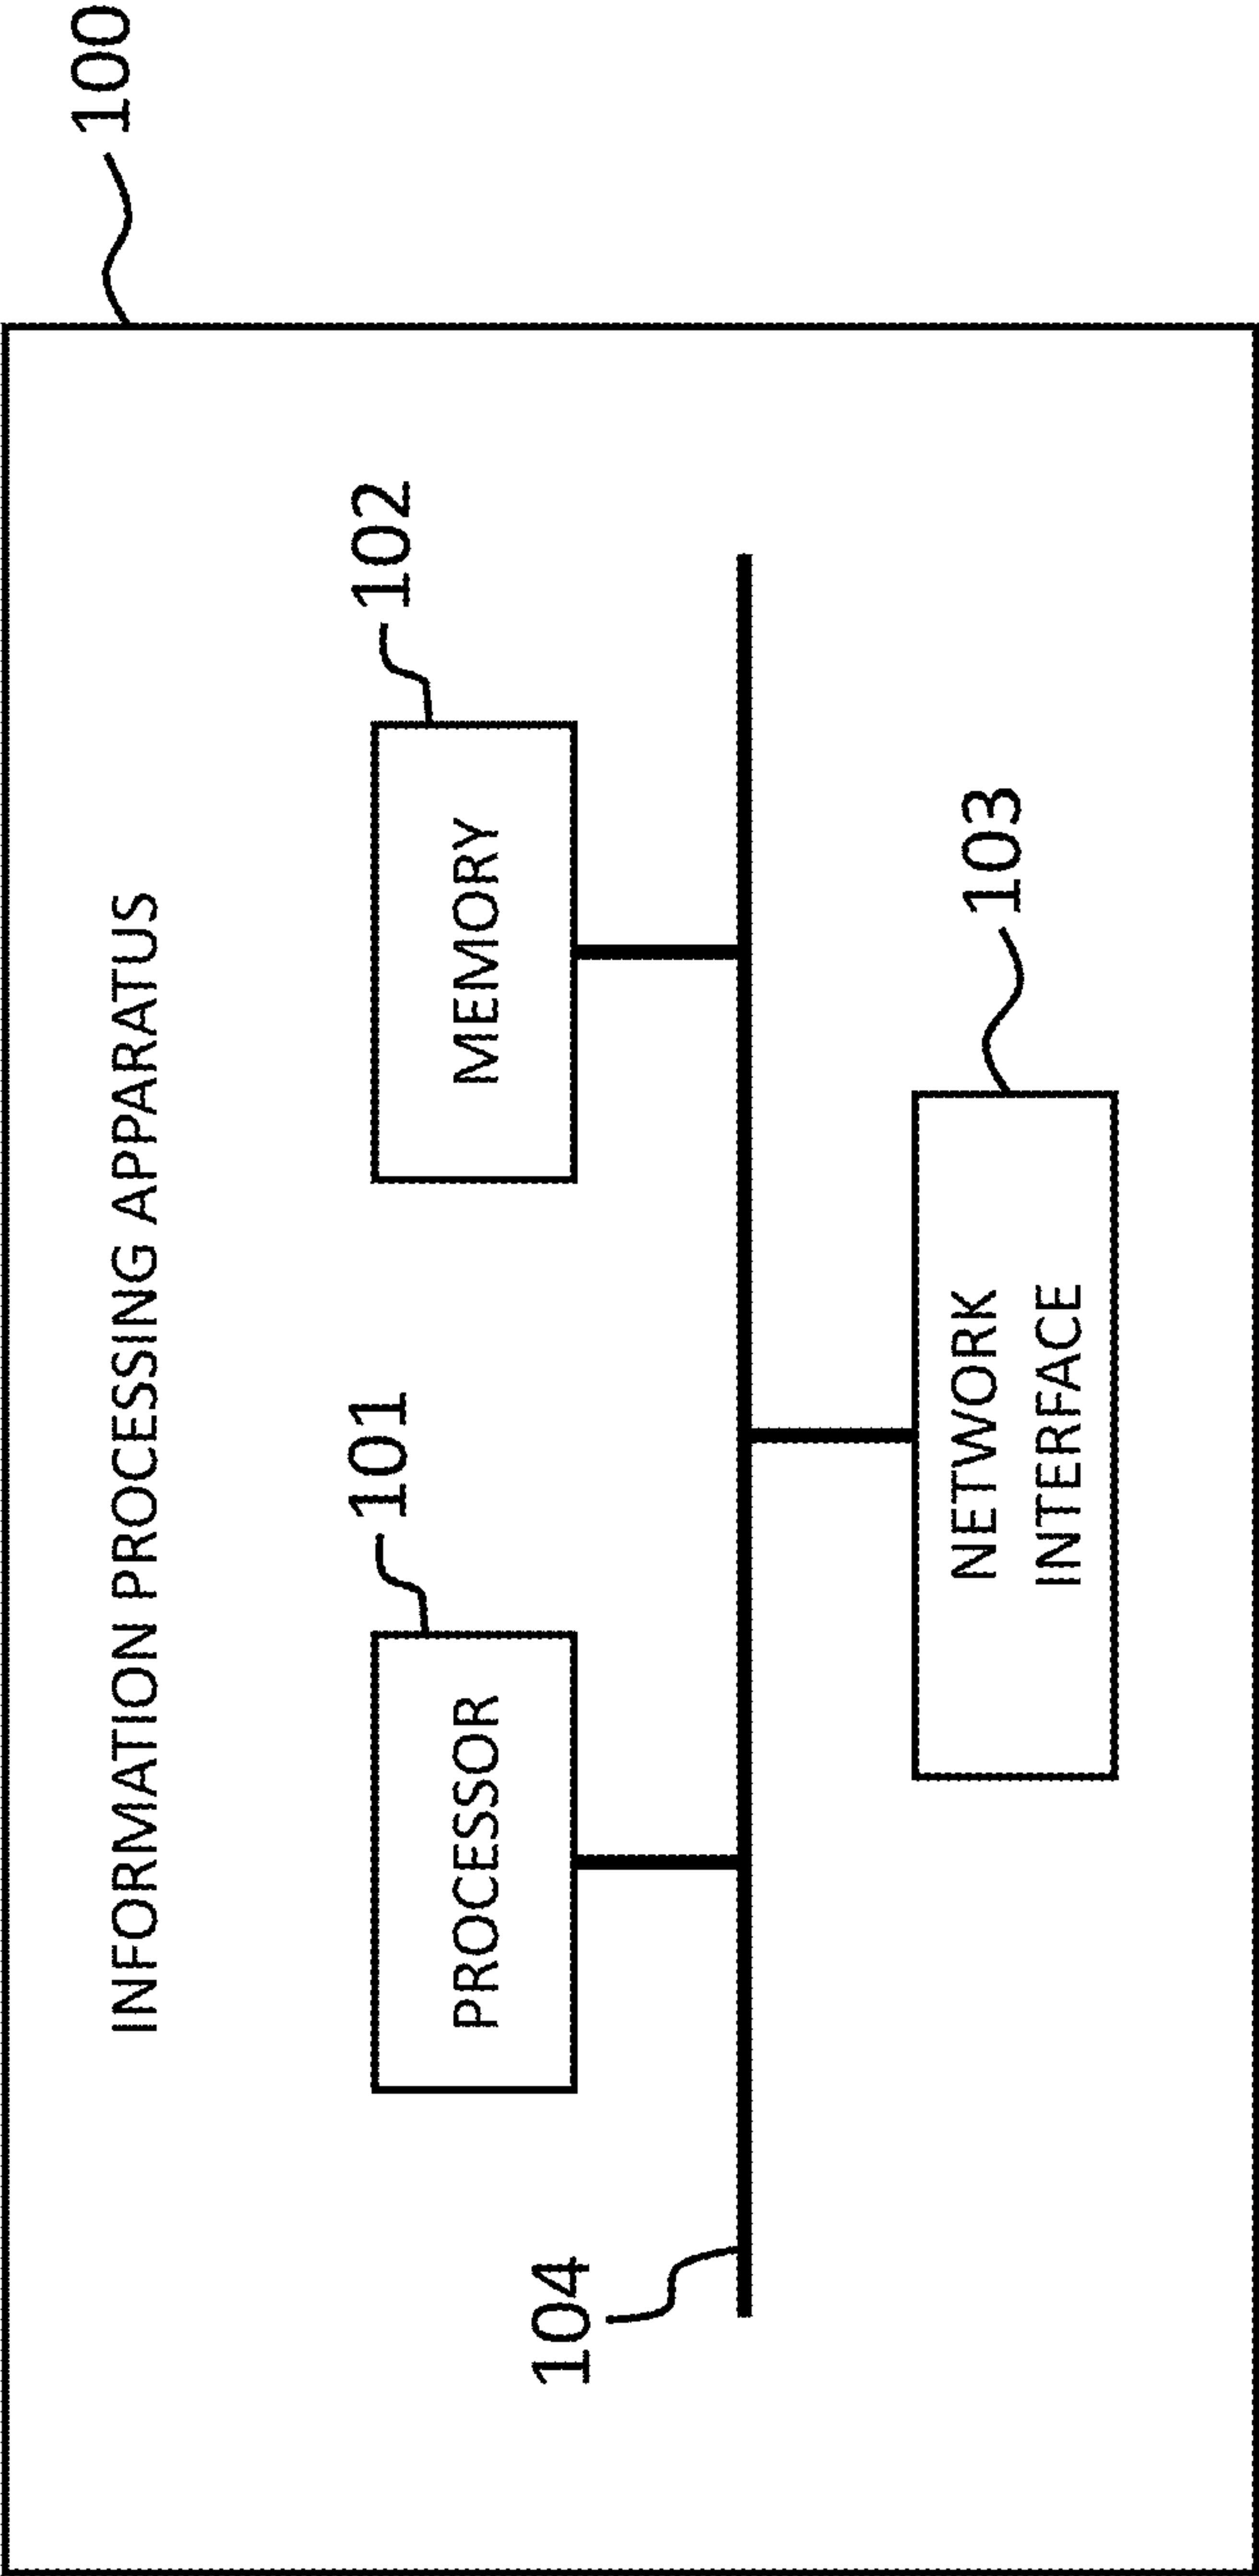 100
INFORMATION PROCESSING APPARATUS
101
102
PROCESSOR
MEMORY
104
103
NETWORK
INTERFACE